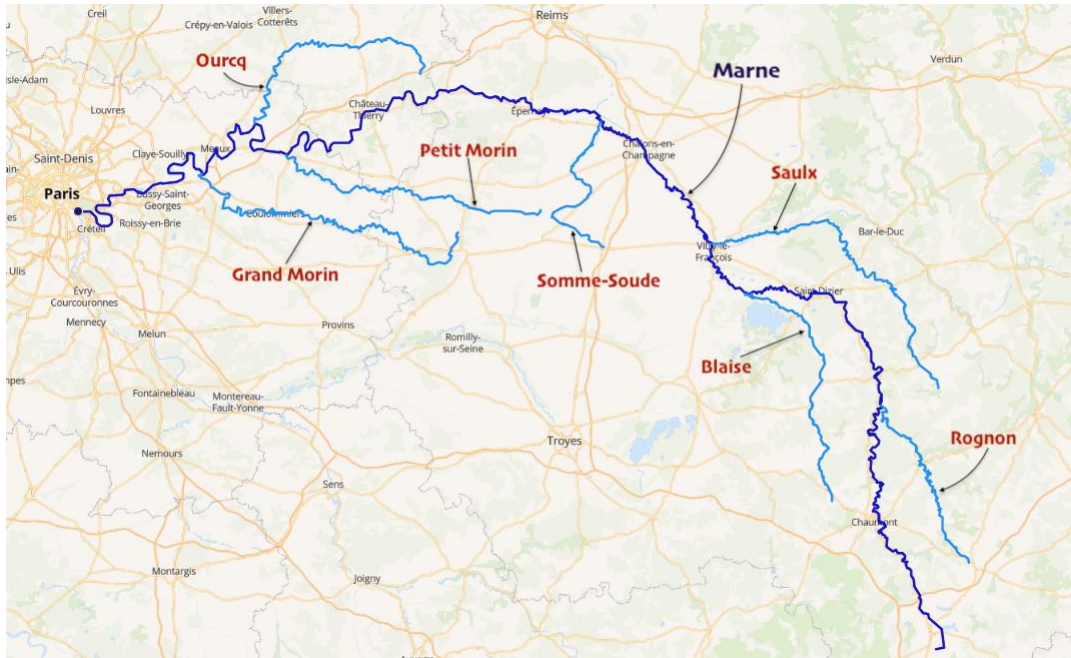 Creil
Villers-
Cotterêts
Crépy-en-Valois
Reims
Verdun
Ourcq
Marne
sle-Adam
Louvres
Château-
Thierry
Épernay
Saint-Denis
Claye-Souilly
Meaux
Petit Morin
Châlons-en-
Champagne
Saulx
Paris
Bussy-Saint-
Georges
Roissy-en-Brie
Créteil
Coulommiers
Bar-le-Duc
Vitry-le-
François
Grand Morin
Somme-Soude
Ulis
Évry-
Courcouronnes
Saint-Dizier
Mennecy
Melun
Provins
Romilly-
sur-Seine
Blaise
Fontainebleau
Montereau-
Fault-Yonne
Troyes
Rognon
Nemours
Sens
Chaumont
Montargis
Joigny